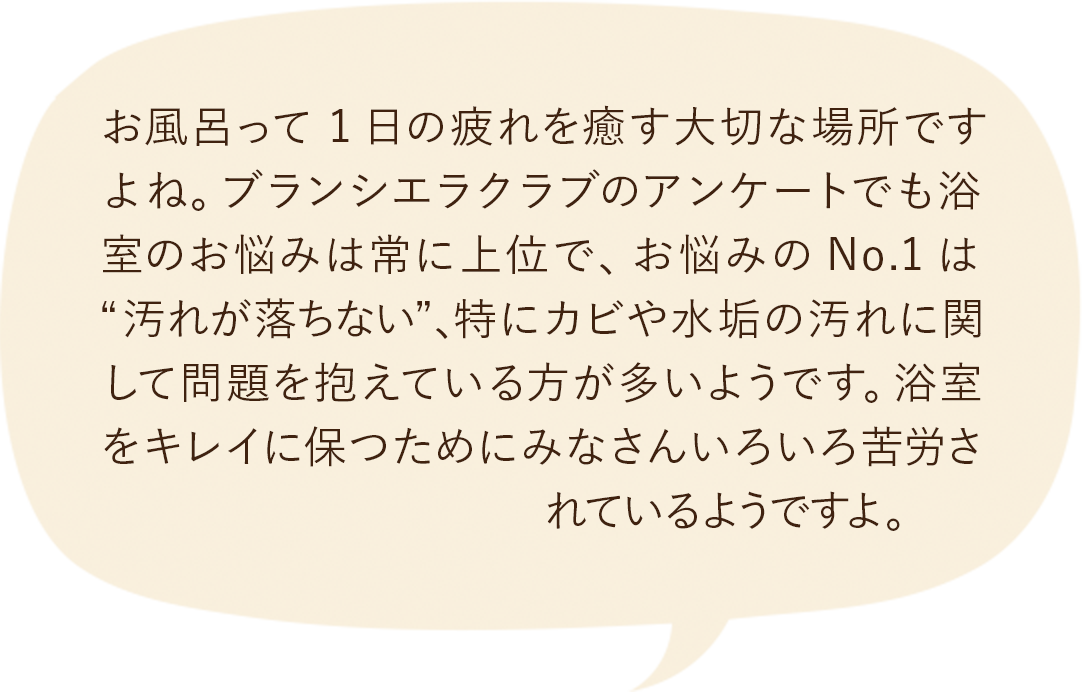 お風呂って1日の疲れを癒す大切な場所です
よね。ブランシエラクラブのアンケートでも浴
室のお悩みは常に上位で、お悩みのNo.1は
“汚れが落ちない”、特にカビや水垢の汚れに関
して問題を抱えている方が多いようです。浴室
をキレイに保つためにみなさんいろいろ苦労さ
れているようですよ。